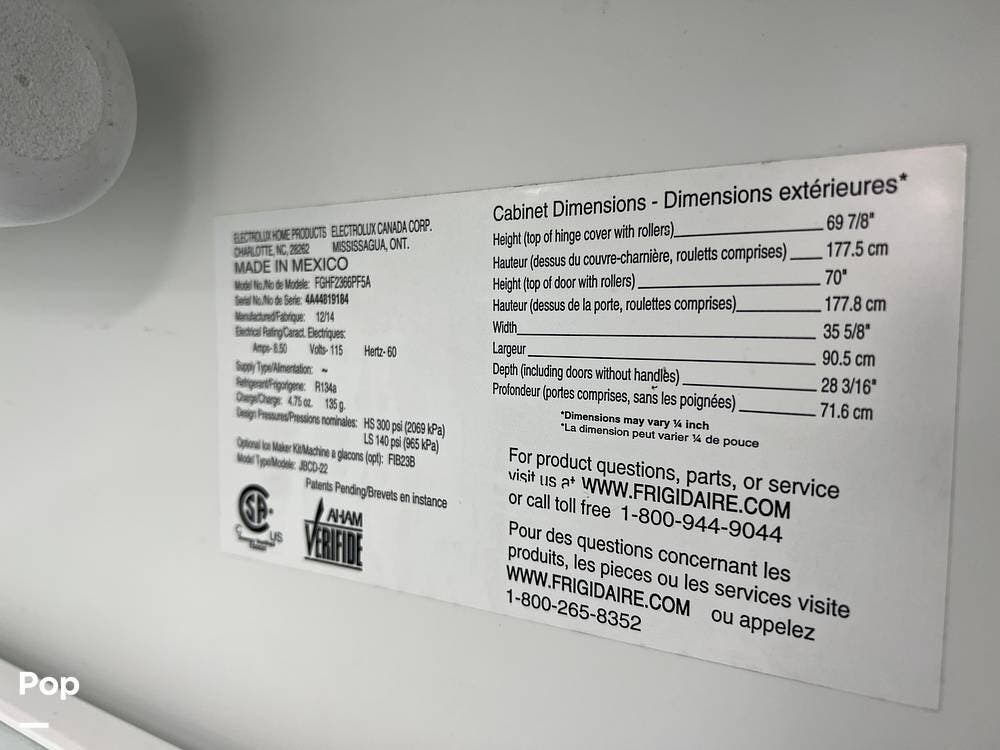 ELECTROLUX HOME PRODUCTS ELECTROLUX CANADA CORP.
CHARLOTTE, NC, 28262 MISSISSAGUA, ONT.
MADE IN MEXICO
Model No./No de Modele: FGHF2366PF5A
Serial No./No de Serie: 4A44819184
Manufactured/Fabrique: 12/14
Electrical Rating/Caract. Electriques:
Amps- 8.50 Volts- 115 Hertz- 60
Supply Type/Alimentation: ~
Refrigerant/Frigorigene: R134a
Charge/Charge: 4.75 oz. 135 g.
Design Pressures/Pressions nominales: HS 300 psi (2069 kPa)
LS 140 psi (965 kPa)
Optional Ice Maker Kit/Machine a glacons (opt): FIB23B
Model Type/Modele: JBCD-22
Patents Pending/Brevets en instance
SA
C US
AHAM
VERIFIDE
Cabinet Dimensions - Dimensions extérieures*
Height (top of hinge cover with rollers) 69 7/8"
Hauteur (dessus du couvre-charnière, rouletts comprises) 177.5 cm
Height (top of door with rollers) 70"
Hauteur (dessus de la porte, roulettes comprises) 177.8 cm
Width 35 5/8"
Largeur 90.5 cm
Depth (including doors without handles) 28 3/16"
Profondeur (portes comprises, sans les poignées) 71.6 cm
*Dimensions may vary ¼ inch
*La dimension peut varier ¼ de pouce
For product questions, parts, or service
visit us at WWW.FRIGIDAIRE.COM
or call toll free 1-800-944-9044
Pour des questions concernant les
produits, les pieces ou les services visite
WWW.FRIGIDAIRE.COM ou appelez
1-800-265-8352
Pop